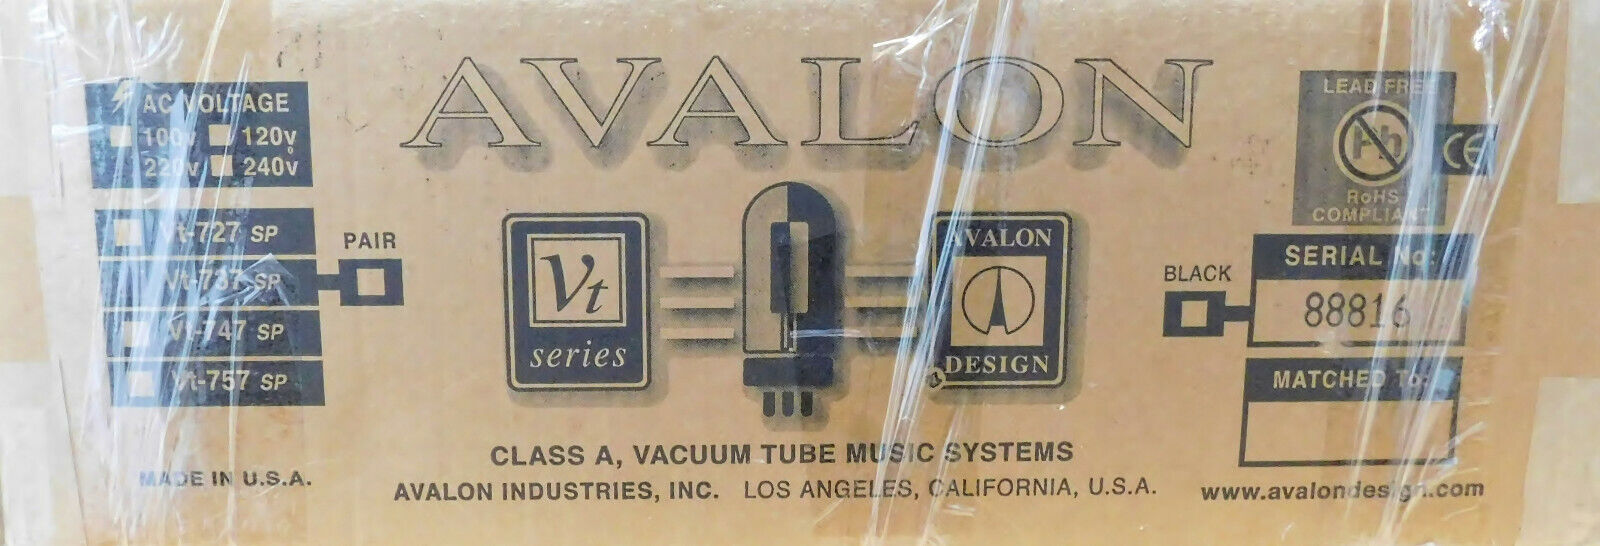 AVALON
AC VOLTAGE
100v 120v
220v 240v
Vt-727 SP
Vt-737 SP
Vt-747 SP
Vt-757 SP
PAIR
Vt
series
AVALON
DESIGN
LEAD FREE
Pb
CE
RoHS
COMPLIANT
BLACK
SERIAL No:
88816
MATCHED To:
CLASS A, VACUUM TUBE MUSIC SYSTEMS
MADE IN U.S.A.
AVALON INDUSTRIES, INC. LOS ANGELES, CALIFORNIA, U.S.A.
www.avalondesign.com